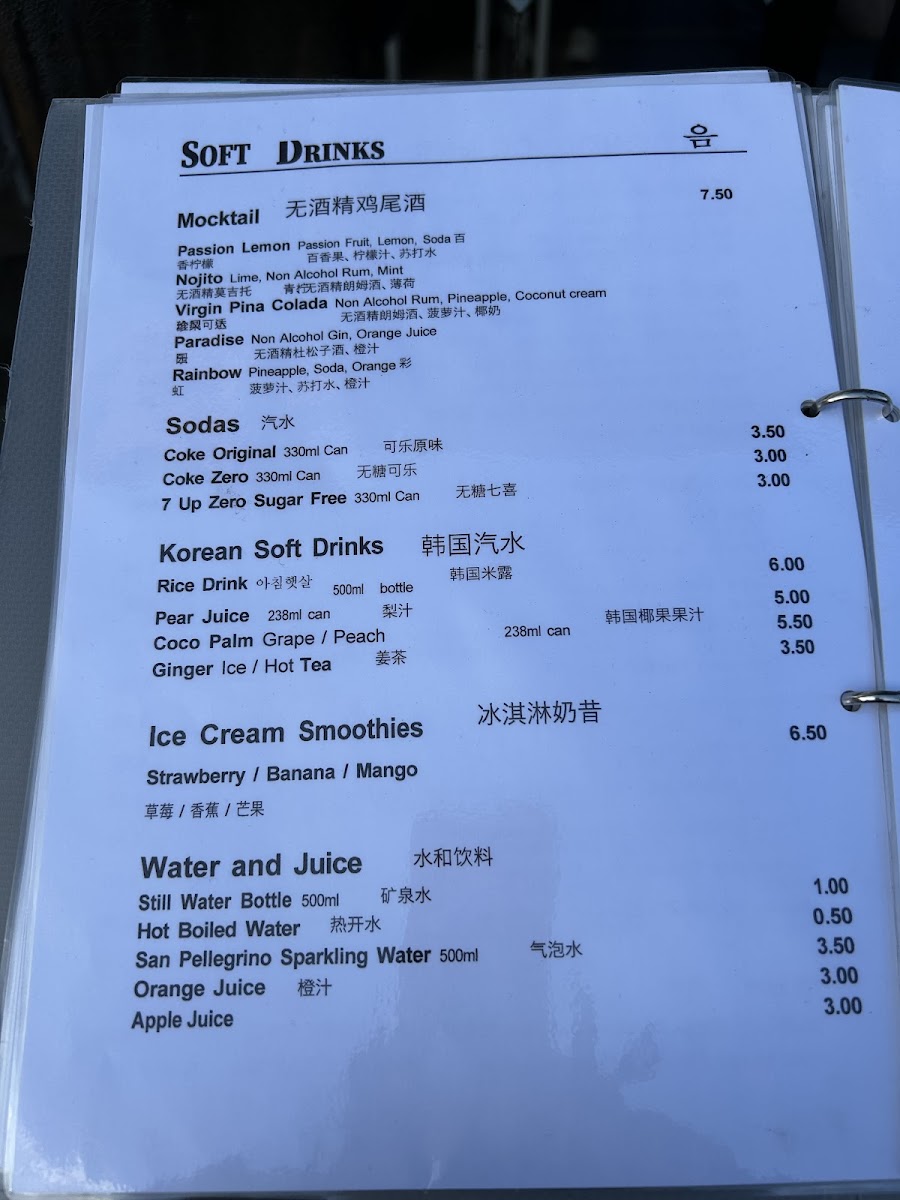 SOFT DRINKS 음
Mocktail 无酒精鸡尾酒 7.50
Passion Lemon Passion Fruit, Lemon, Soda 百
香柠檬 百香果、柠檬汁、苏打水
Nojito Lime, Non Alcohol Rum, Mint
无酒精莫吉托 青柠无酒精朗姆酒、薄荷
Virgin Pina Colada Non Alcohol Rum, Pineapple, Coconut cream
无酒精朗姆酒、菠萝汁、椰奶
Paradise Non Alcohol Gin, Orange Juice
无酒精杜松子酒、橙汁
Rainbow Pineapple, Soda, Orange 彩
虹 菠萝汁、苏打水、橙汁
Sodas 汽水
Coke Original 330ml Can 可乐原味 3.50
Coke Zero 330ml Can 无糖可乐 3.00
7 Up Zero Sugar Free 330ml Can 无糖七喜 3.00
Korean Soft Drinks 韩国汽水
Rice Drink 아침햇살 500ml bottle 韩国米露 6.00
Pear Juice 238ml can 梨汁 5.00
Coco Palm Grape / Peach 238ml can 韩国椰果果汁 5.50
Ginger Ice / Hot Tea 姜茶 3.50
Ice Cream Smoothies 冰淇淋奶昔 6.50
Strawberry / Banana / Mango
草莓 / 香蕉 / 芒果
Water and Juice 水和饮料
Still Water Bottle 500ml 矿泉水 1.00
Hot Boiled Water 热开水 0.50
San Pellegrino Sparkling Water 500ml 气泡水 3.50
Orange Juice 橙汁 3.00
Apple Juice 3.00